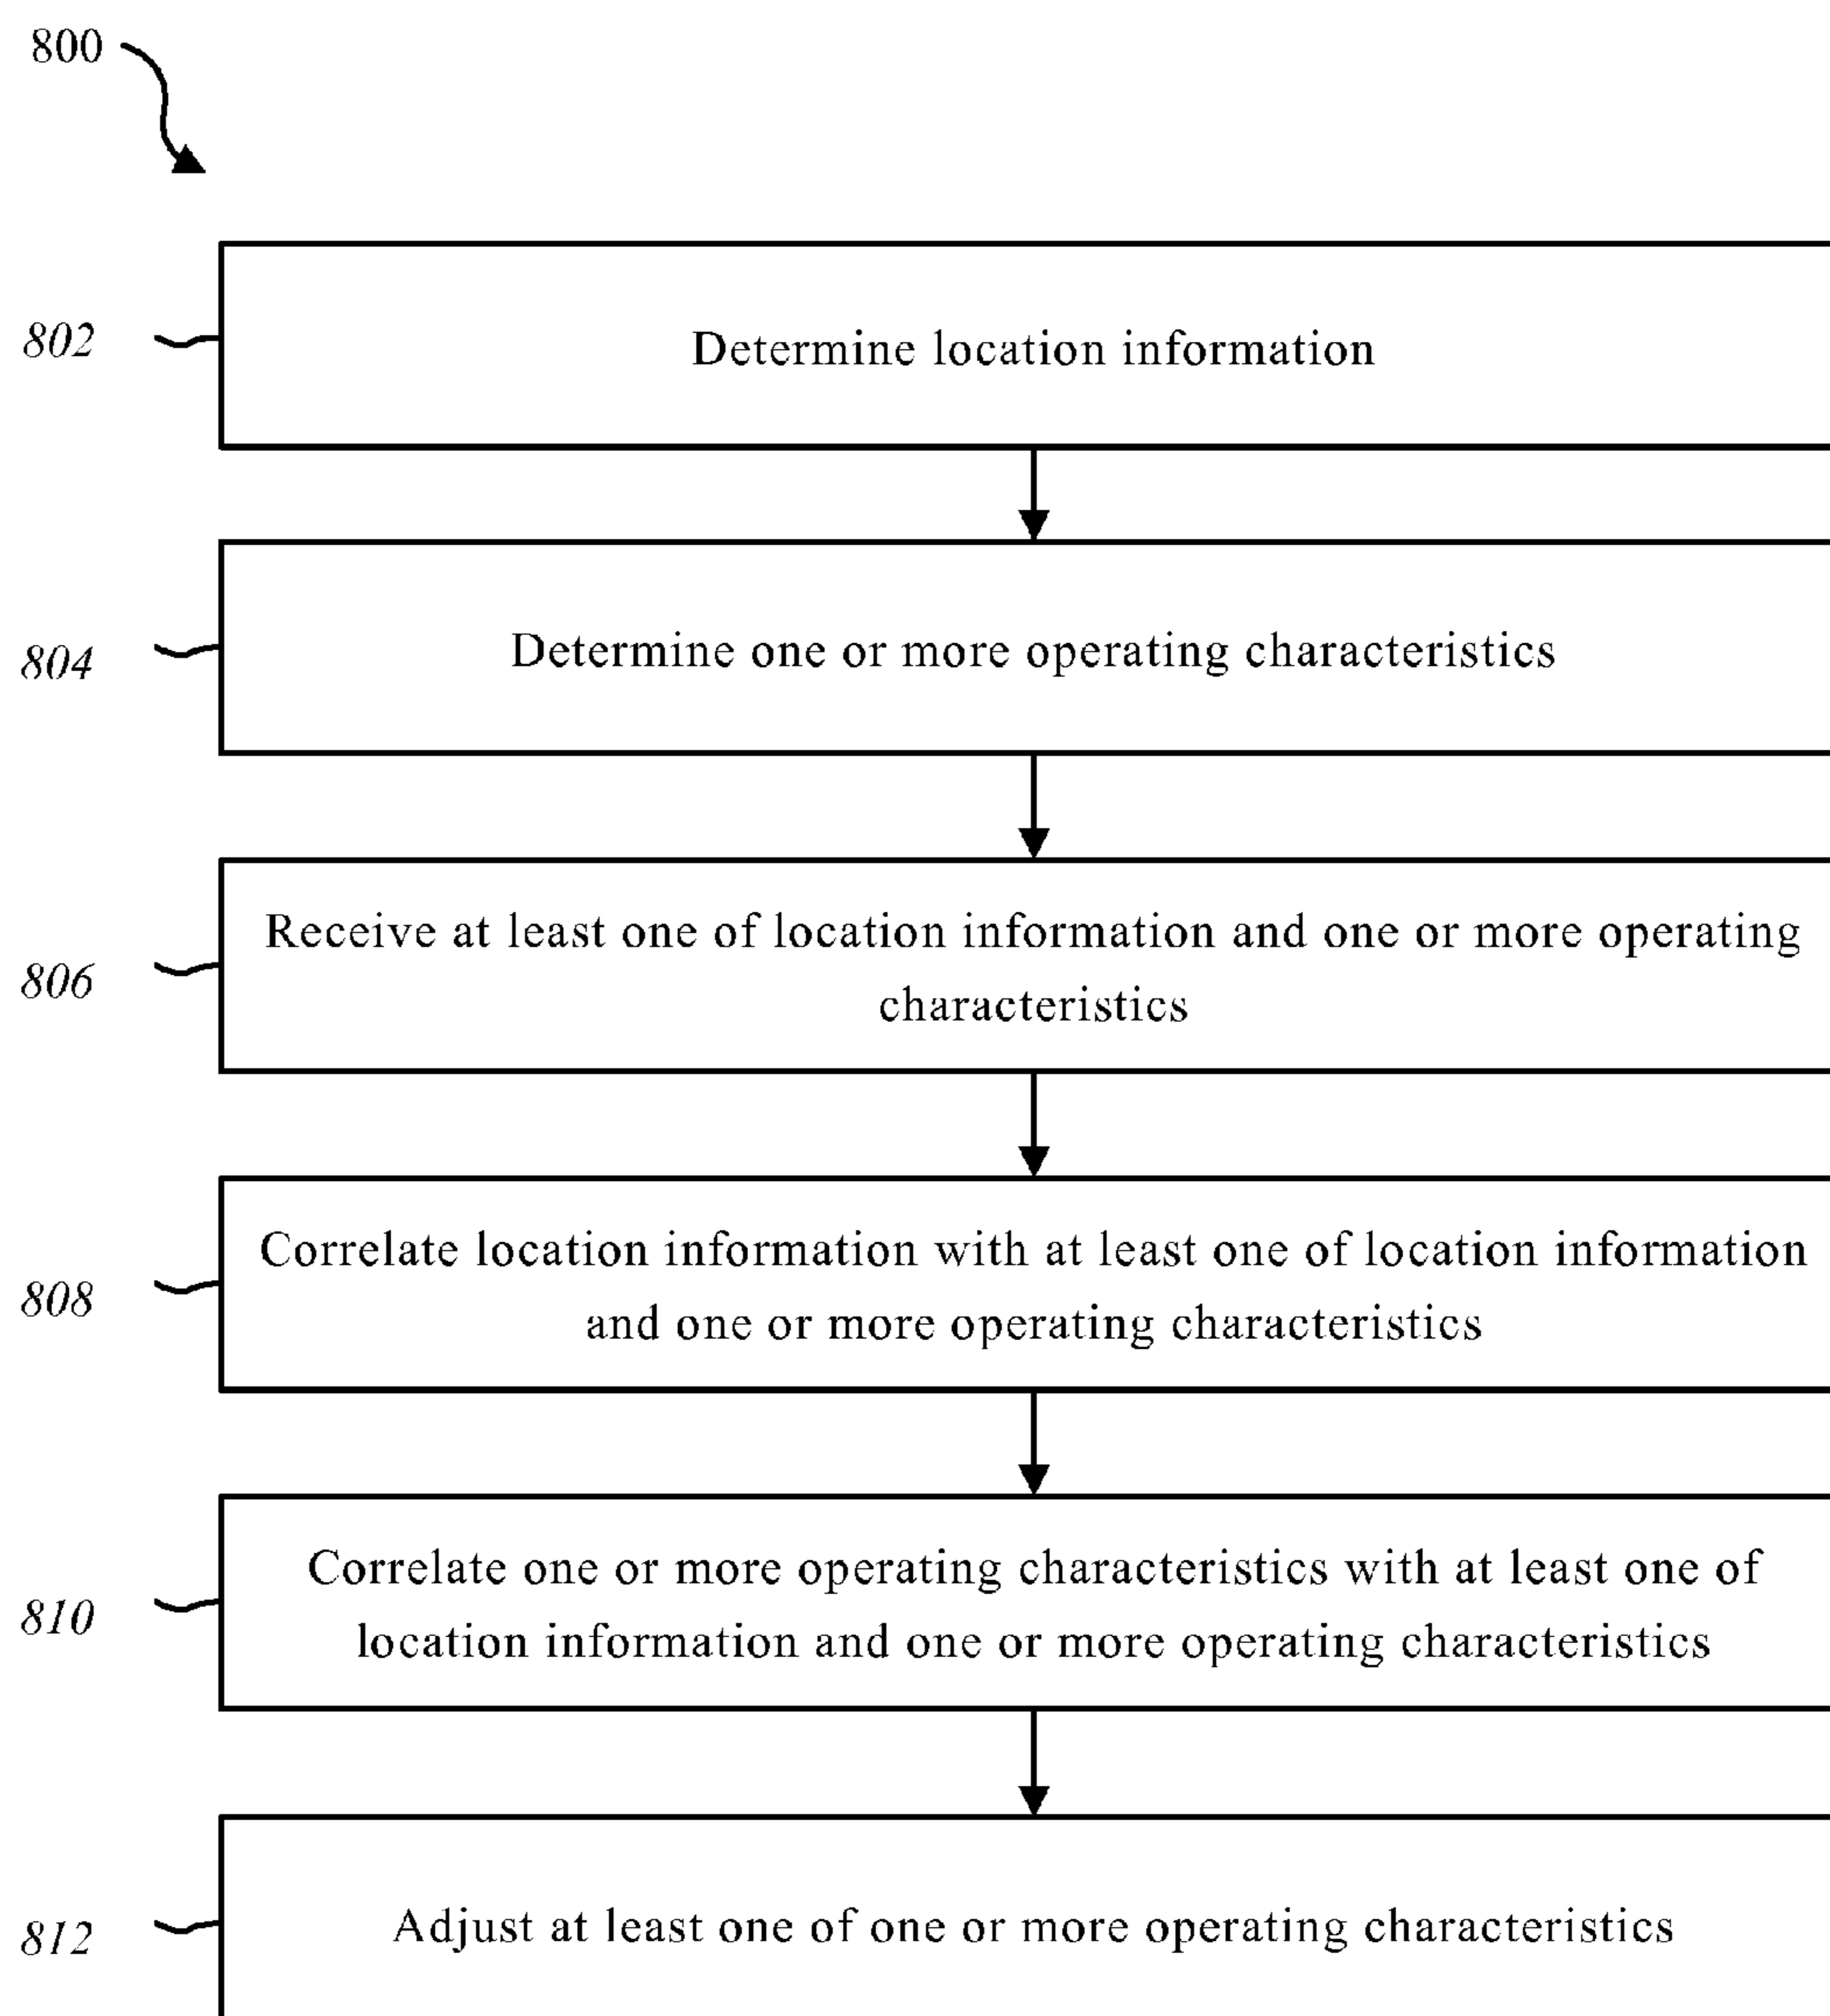 800
802
Determine location information
804
Determine one or more operating characteristics
806
Receive at least one of location information and one or more operating
characteristics
808
Correlate location information with at least one of location information
and one or more operating characteristics
810
Correlate one or more operating characteristics with at least one of
location information and one or more operating characteristics
812
Adjust at least one of one or more operating characteristics